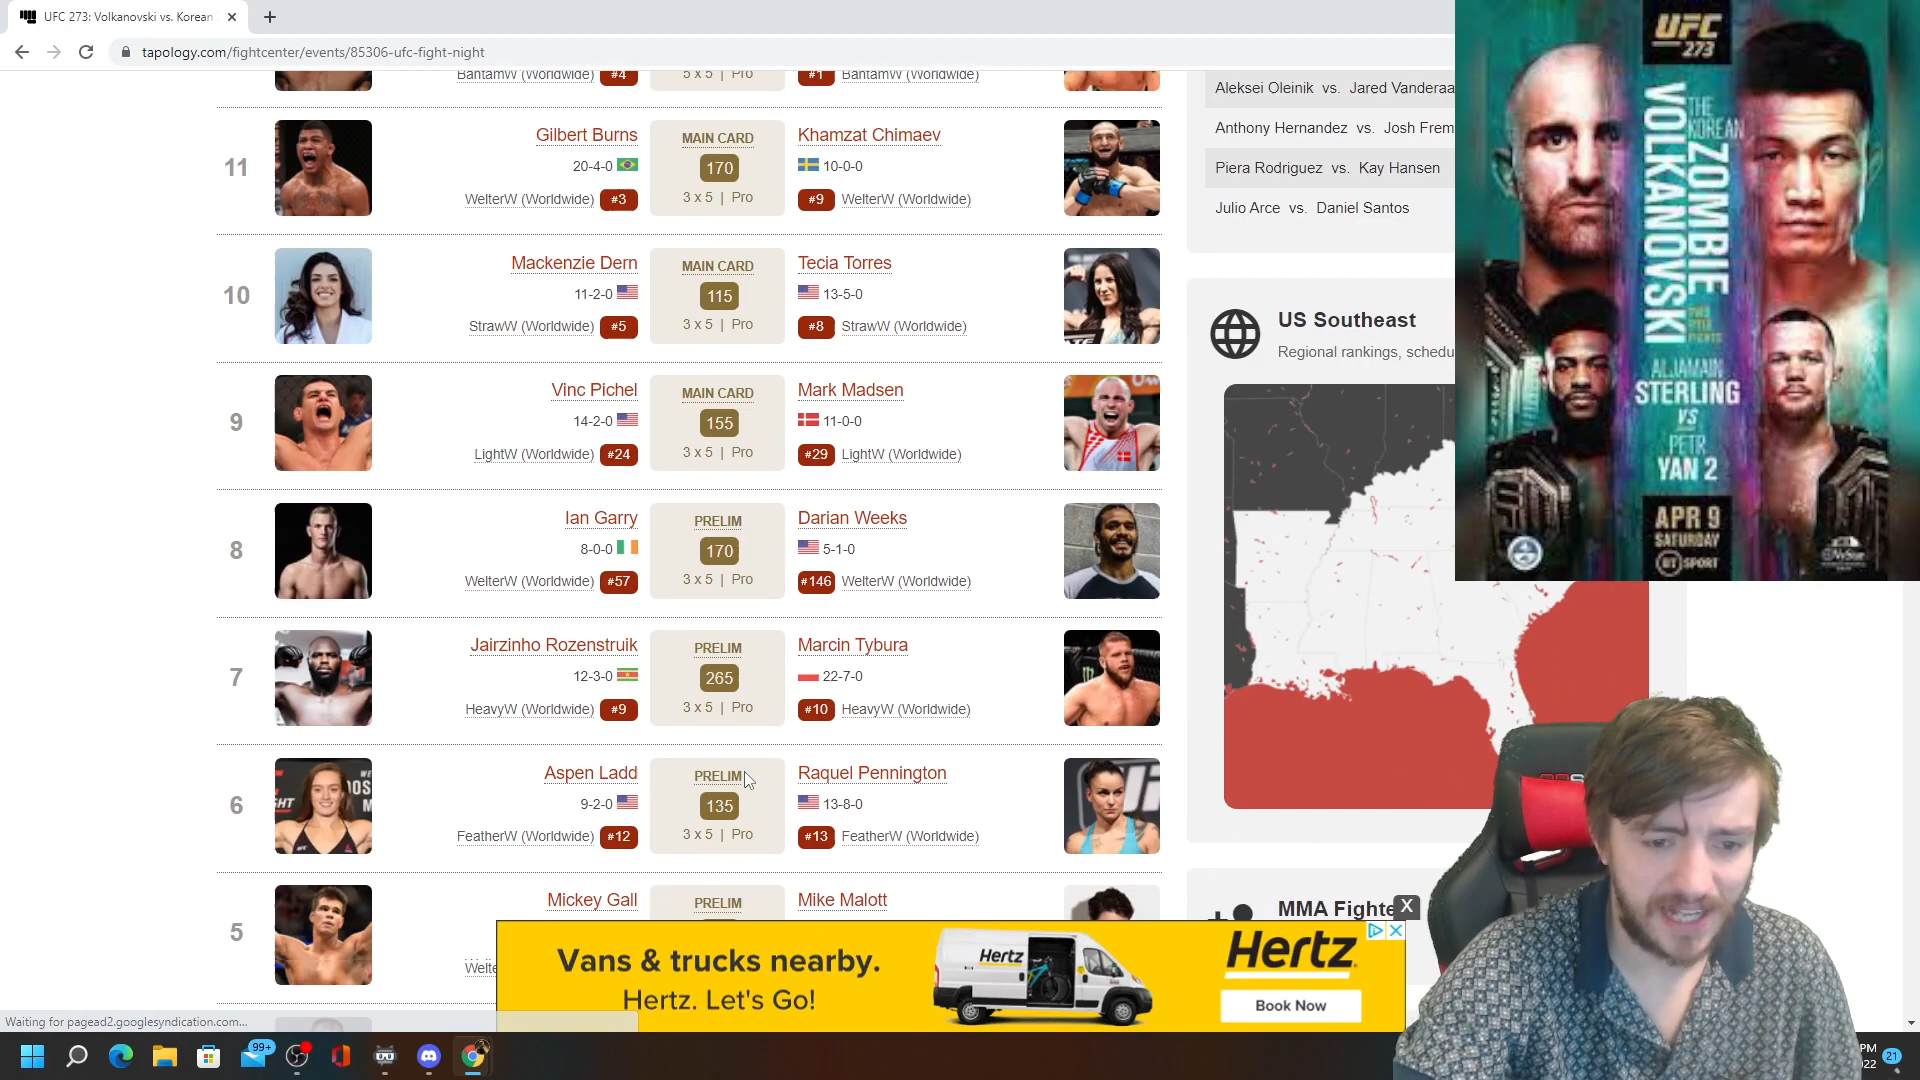 UFC 273: Volkanovski vs. Korean
tapology.com/fightcenter/events/85306-ufc-fight-night
BantamW (Worldwide) #4 5 x 5 | Pro #1 BantamW (Worldwide)
11 Gilbert Burns MAIN CARD Khamzat Chimaev
20-4-0 170 10-0-0
WelterW (Worldwide) #3 3 x 5 | Pro #9 WelterW (Worldwide)
10 Mackenzie Dern MAIN CARD Tecia Torres
11-2-0 115 13-5-0
StrawW (Worldwide) #5 3 x 5 | Pro #8 StrawW (Worldwide)
9 Vinc Pichel MAIN CARD Mark Madsen
14-2-0 155 11-0-0
LightW (Worldwide) #24 3 x 5 | Pro #29 LightW (Worldwide)
8 Ian Garry PRELIM Darian Weeks
8-0-0 170 5-1-0
WelterW (Worldwide) #57 3 x 5 | Pro #146 WelterW (Worldwide)
7 Jairzinho Rozenstruik PRELIM Marcin Tybura
12-3-0 265 22-7-0
HeavyW (Worldwide) #9 3 x 5 | Pro #10 HeavyW (Worldwide)
6 Aspen Ladd PRELIM Raquel Pennington
9-2-0 135 13-8-0
FeatherW (Worldwide) #12 3 x 5 | Pro #13 FeatherW (Worldwide)
5 Mickey Gall PRELIM Mike Malott
Welte
Aleksei Oleinik vs. Jared Vanderaa
Anthony Hernandez vs. Josh Frem
Piera Rodriguez vs. Kay Hansen
Julio Arce vs. Daniel Santos
US Southeast
Regional rankings, schedu
MMA Fighte
X
Vans & trucks nearby.
Hertz. Let's Go!
Hertz
Hertz
Book Now
UFC
273
VOLKANOVSKI
THE KOREAN
ZOMBIE
ALJAMAIN
STERLING
VS
PETR
YAN 2
APR 9
SATURDAY
BT SPORT
Waiting for pagead2.googlesyndication.com...
99+
PM
022
21